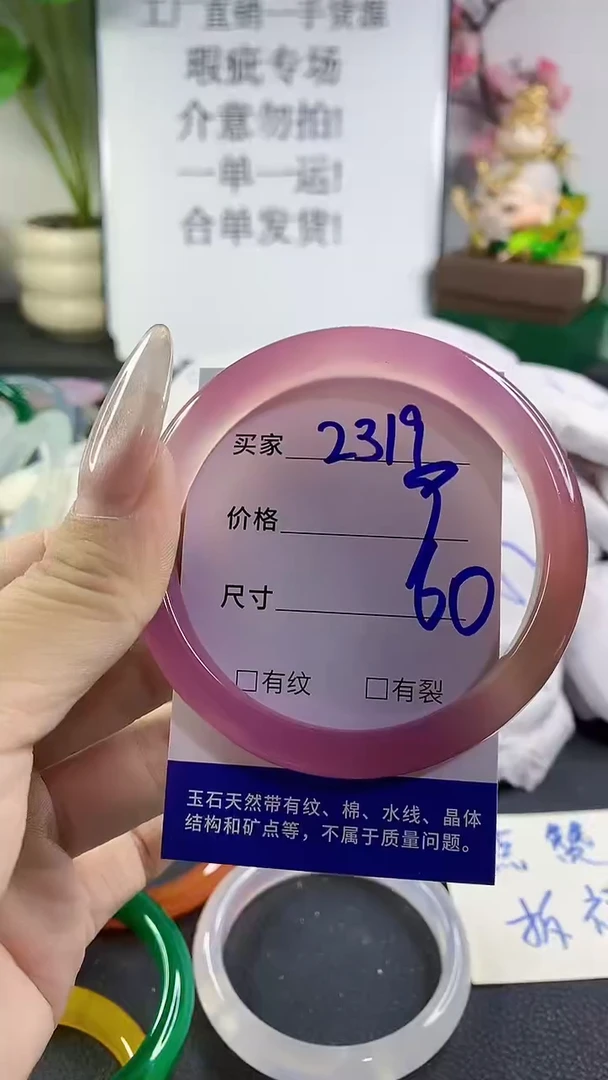 工厂直销一手货源
瑕疵专场
介意勿拍!
一单一运!
合单发货!
买家 2319
价格 9
尺寸 60
□有纹 □有裂
玉石天然带有纹、棉、水线、晶体
结构和矿点等，不属于质量问题。